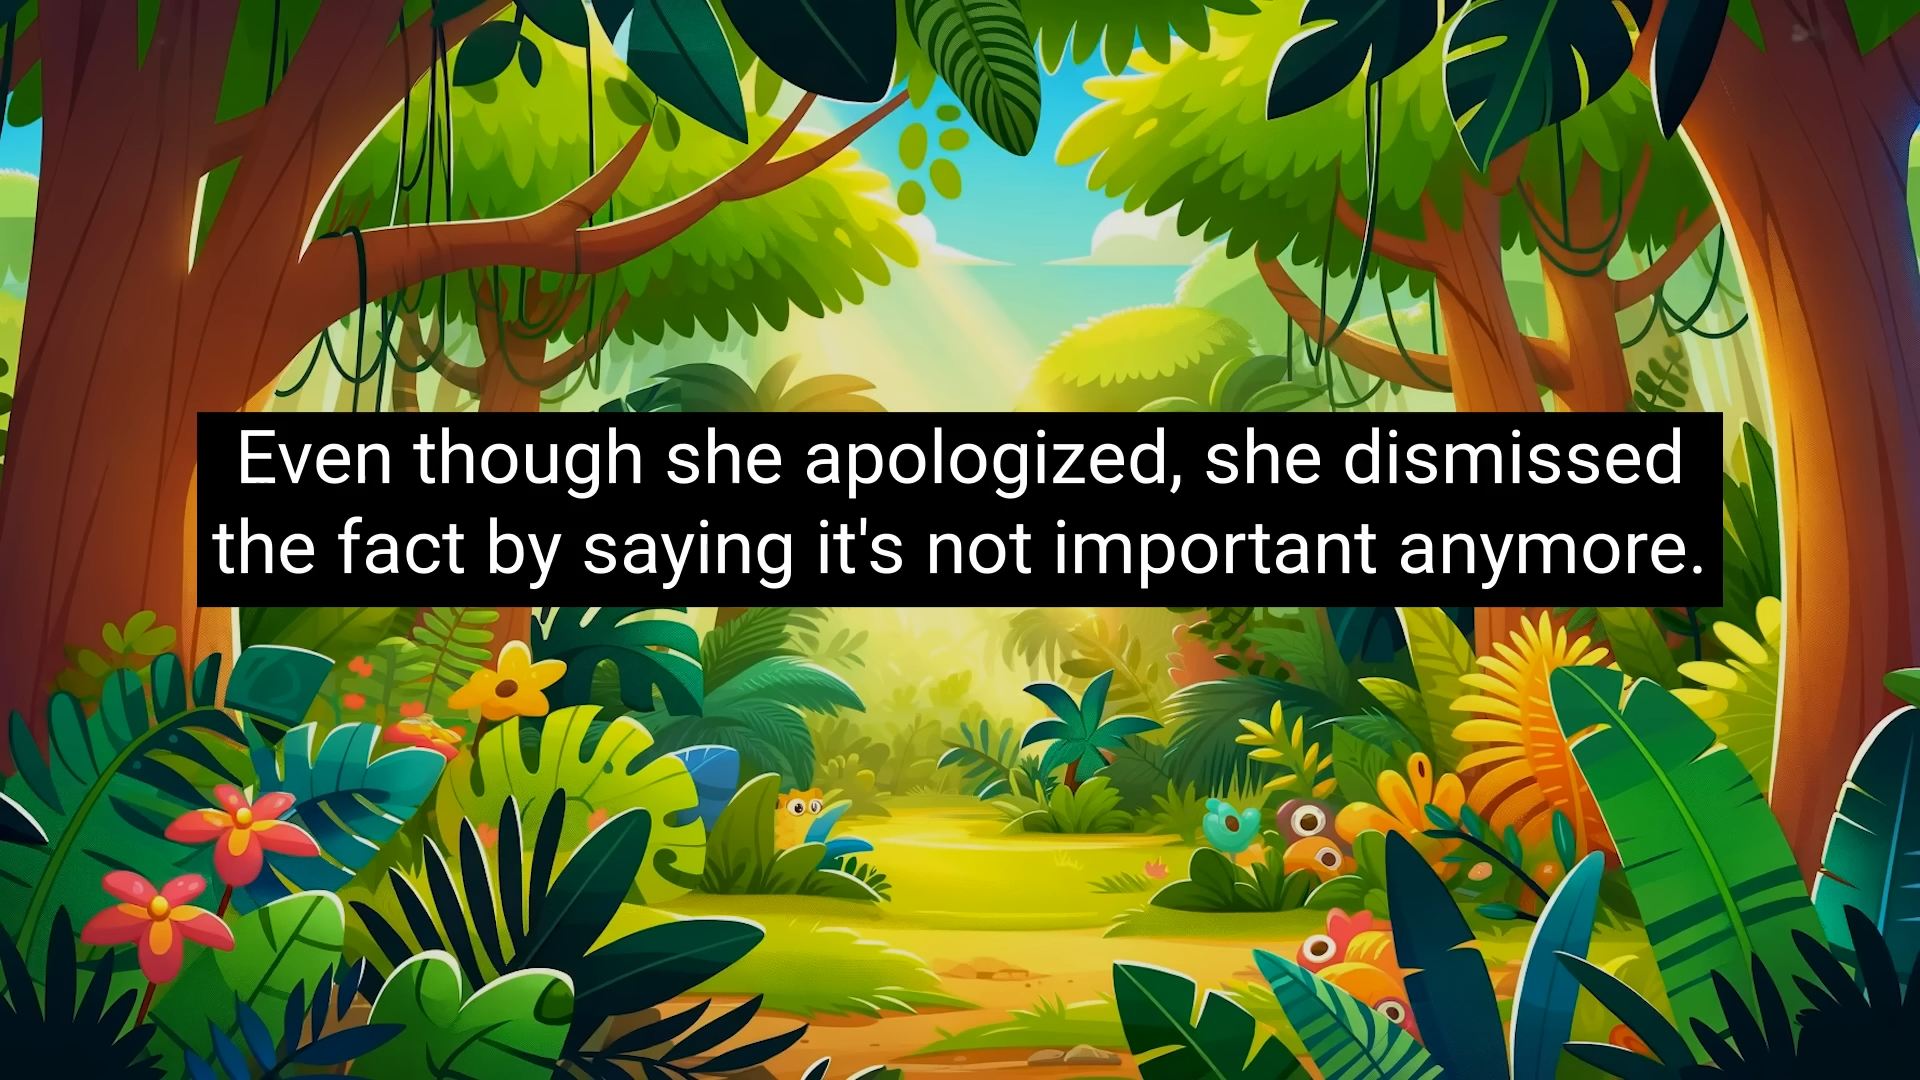 Even though she apologized, she dismissed
the fact by saying it's not important anymore.